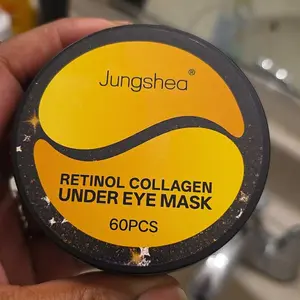 Jungshea®
RETINOL COLLAGEN
UNDER EYE MASK
60PCS